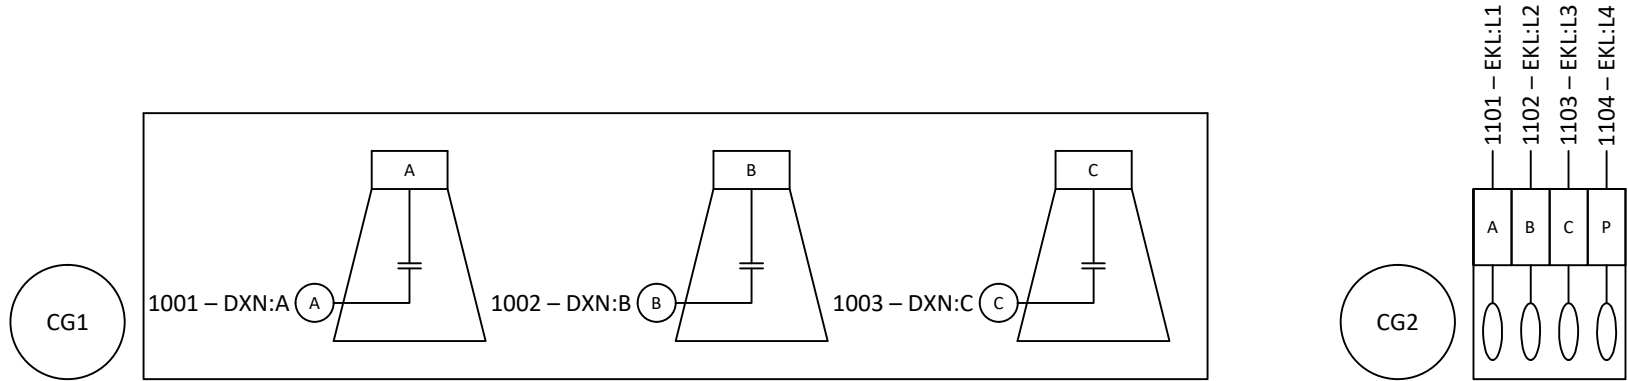 1101 – EKL:L1
1102 – EKL:L2
1103 – EKL:L3
1104 – EKL:L4
A
B
C
A
B
C
P
1001 – DXN:A
A
1002 – DXN:B
B
1003 – DXN:C
C
CG1
CG2